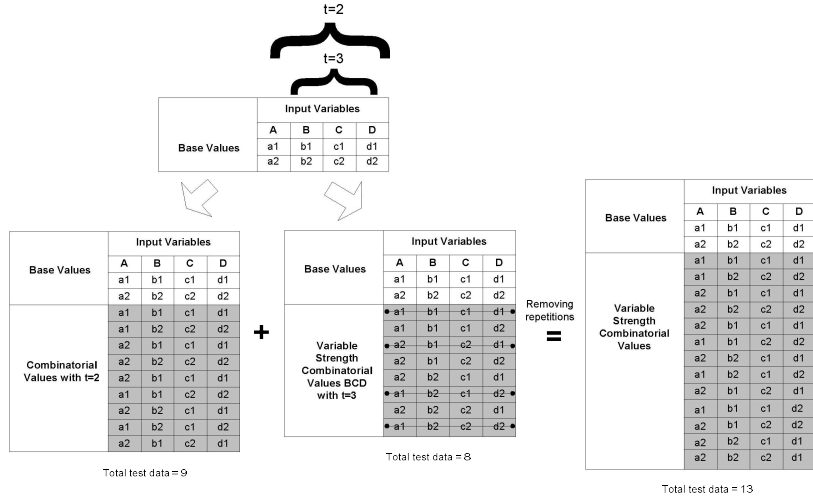 t=2
t=3
Input Variables
Base Values
A B C D
a1 b1 c1 d1
a2 b2 c2 d2
Input Variables
Base Values
A B C D
a1 b1 c1 d1
a2 b2 c2 d2
Combinatorial
Values with t=2
a1 b1 c1 d1
a1 b2 c2 d2
a2 b1 c1 d1
a2 b2 c2 d2
a2 b1 c1 d1
a1 b1 c2 d2
a2 b2 c2 d1
a2 b1 c1 d2
a2 b1 c2 d1
Total test data = 9
+
Input Variables
Base Values
A B C D
a1 b1 c1 d1
a2 b2 c2 d2
Variable
Strength
Combinatorial
Values BCD
with t=3
a1 b1 c1 d1
a1 b1 c1 d2
a2 b1 c2 d1
a2 b1 c2 d2
a2 b2 c1 d1
a1 b2 c1 d2
a2 b2 c2 d1
a1 b2 c2 d2
Total test data = 8
Removing
repetitions
=
Input Variables
Base Values
A B C D
a1 b1 c1 d1
a2 b2 c2 d2
Variable
Strength
Combinatorial
Values
a1 b1 c1 d1
a1 b2 c2 d2
a2 b1 c1 d1
a2 b2 c2 d2
a2 b1 c1 d1
a1 b1 c2 d2
a2 b2 c2 d1
a2 b1 c1 d2
a2 b1 c2 d1
a1 b1 c1 d2
a2 b1 c2 d2
a2 b2 c1 d1
a2 b2 c2 d1
Total test data = 13